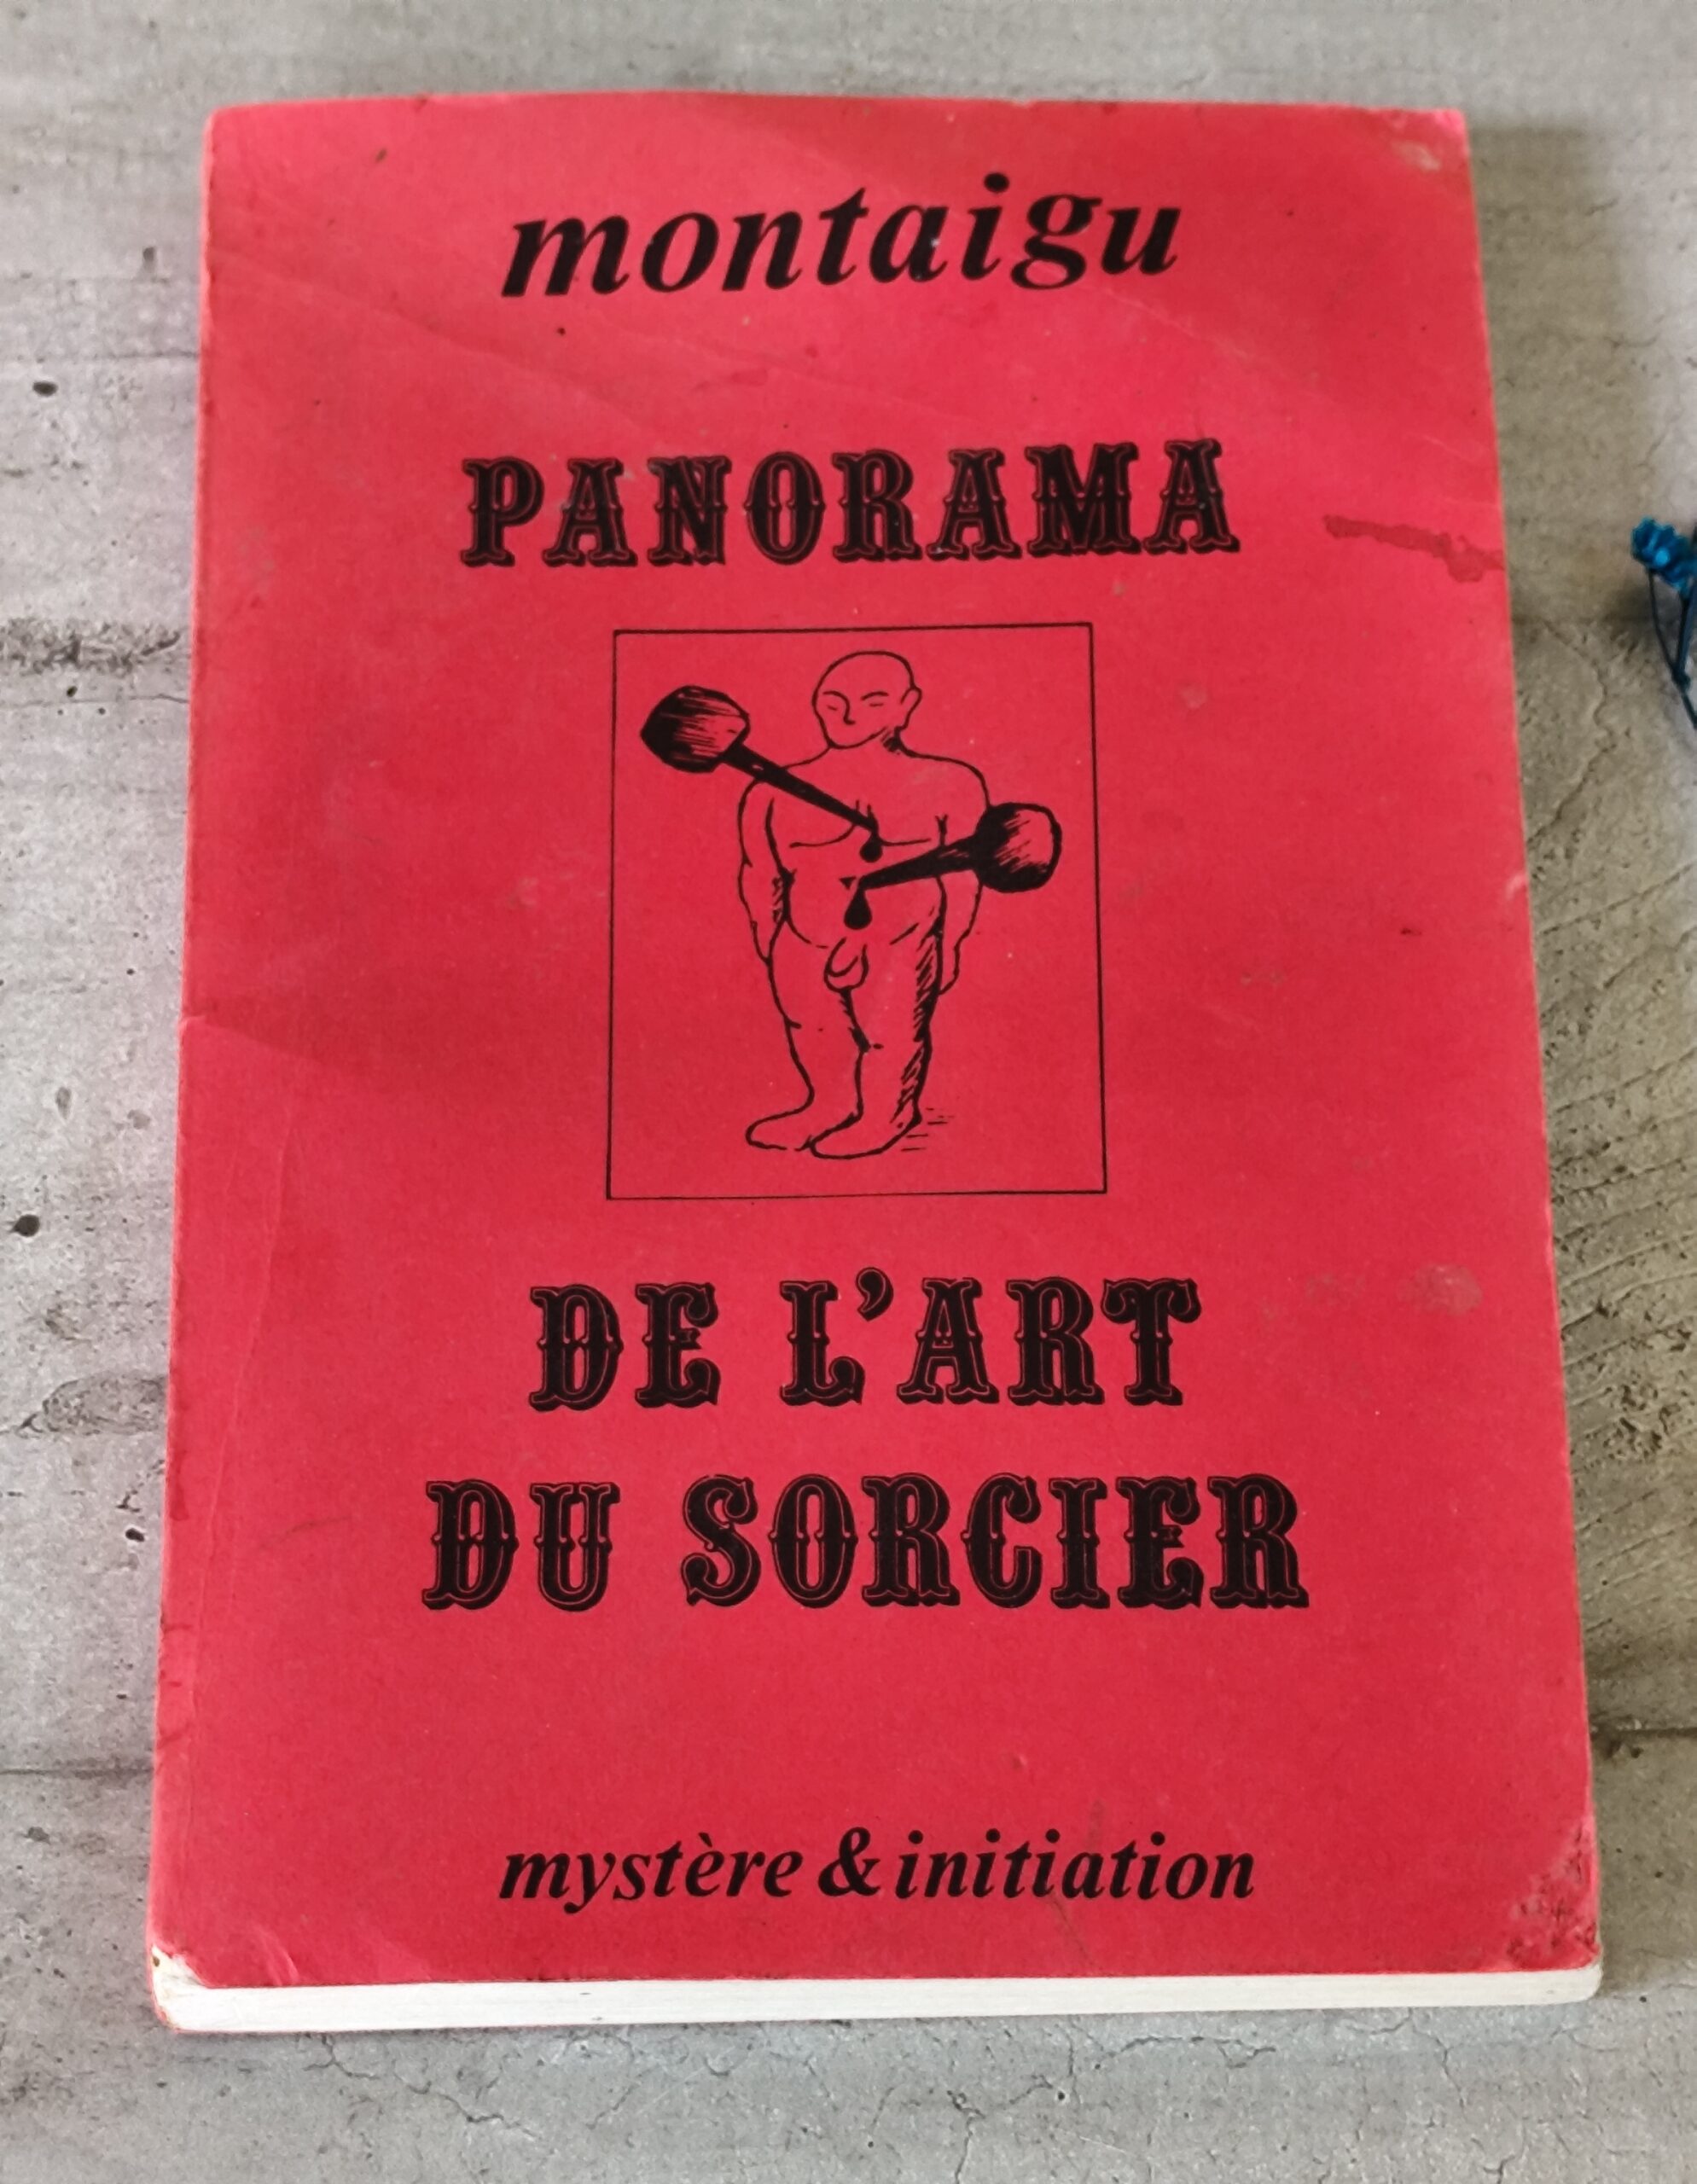 montaigu
PANORAMA
DE L'ART
DU SORCIER
mystère & initiation